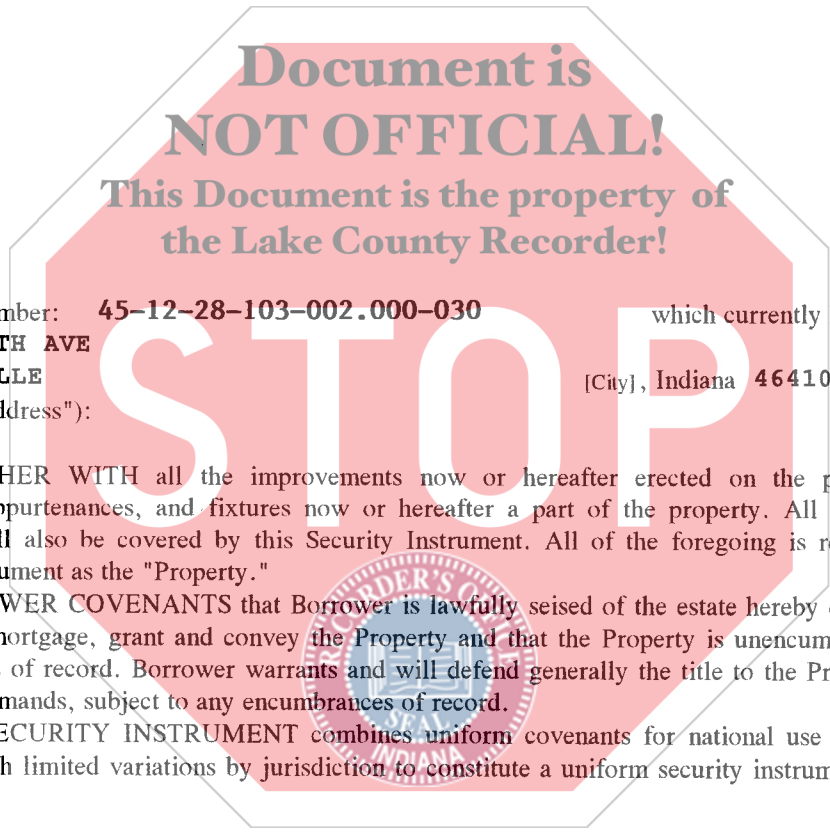 Document is
NOT OFFICIAL!
This Document is the property of
the Lake County Recorder!
mber: 45-12-28-103-002.000-030 which currently
TH AVE
LLE [City], Indiana 46410
ddress"):
STOP
HER WITH all the improvements now or hereafter erected on the p
ppurtenances, and fixtures now or hereafter a part of the property. All
ll also be covered by this Security Instrument. All of the foregoing is r
ument as the "Property."
WER COVENANTS that Borrower is lawfully seised of the estate hereby
nortgage, grant and convey the Property and that the Property is unencum
of record. Borrower warrants and will defend generally the title to the Pr
mands, subject to any encumbrances of record.
ECURITY INSTRUMENT combines uniform covenants for national use
h limited variations by jurisdiction to constitute a uniform security instrum
RECORDER'S OFFICE
SEAL
INDIANA